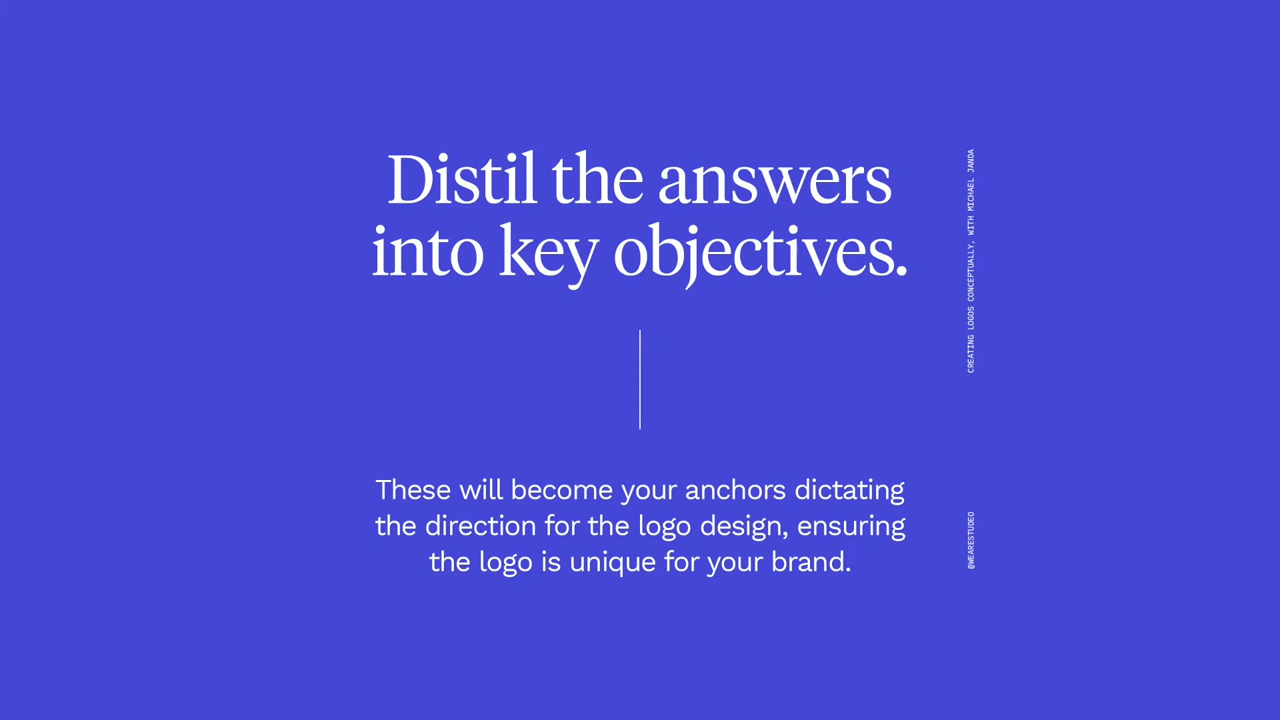 Distil the answers
into key objectives.
These will become your anchors dictating
the direction for the logo design, ensuring
the logo is unique for your brand.
CREATING LOGOS CONCEPTUALLY, WITH MICHAEL JANDA
@WEARESTUDEO